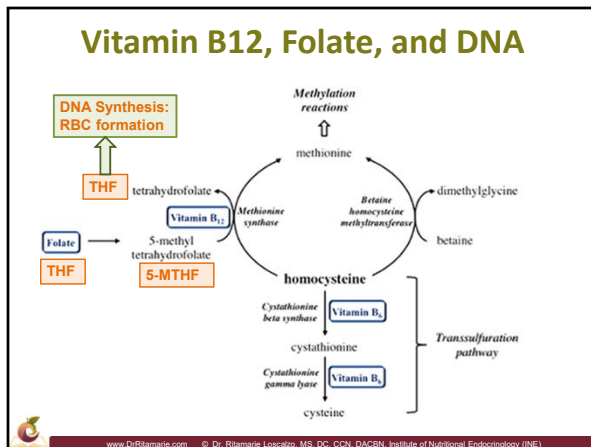 Vitamin B12, Folate, and DNA
DNA Synthesis:
RBC formation
Methylation
reactions
methionine
THF
tetrahydrofolate
Vitamin B12
Methionine
synthase
Betaine
homocysteine
methyltransferase
dimethylglycine
Folate
THF
5-methyl
tetrahydrofolate
5-MTHF
betaine
homocysteine
Cystathionine
beta synthase
Vitamin B6
cystathionine
Transsulfuration
pathway
Cystathionine
gamma lyase
Vitamin B6
cysteine
www.DrRitamarie.com © Dr. Ritamarie Loscalzo, MS, DC, CCN, DACBN, Institute of Nutritional Endocrinology (INE)